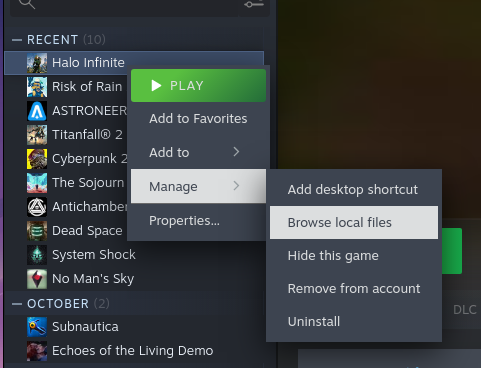 RECENT (10)
Halo Infinite
Risk of Rain
ASTRONEER
Titanfall® 2
Cyberpunk 2
The Sojourn
Antichamber
Dead Space
System Shock
No Man's Sky
OCTOBER (2)
Subnautica
Echoes of the Living Demo
PLAY
Add to Favorites
Add to
Manage
Properties...
Add desktop shortcut
Browse local files
Hide this game
Remove from account
Uninstall
DLC